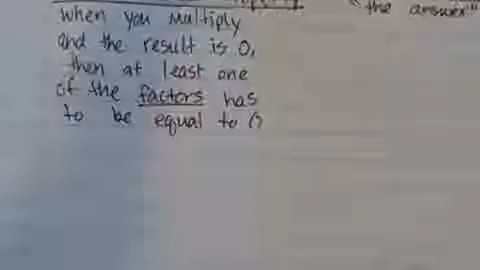 when you multiply
and the result is 0,
then at least one
of the factors has
to be equal to 0
"the answer"